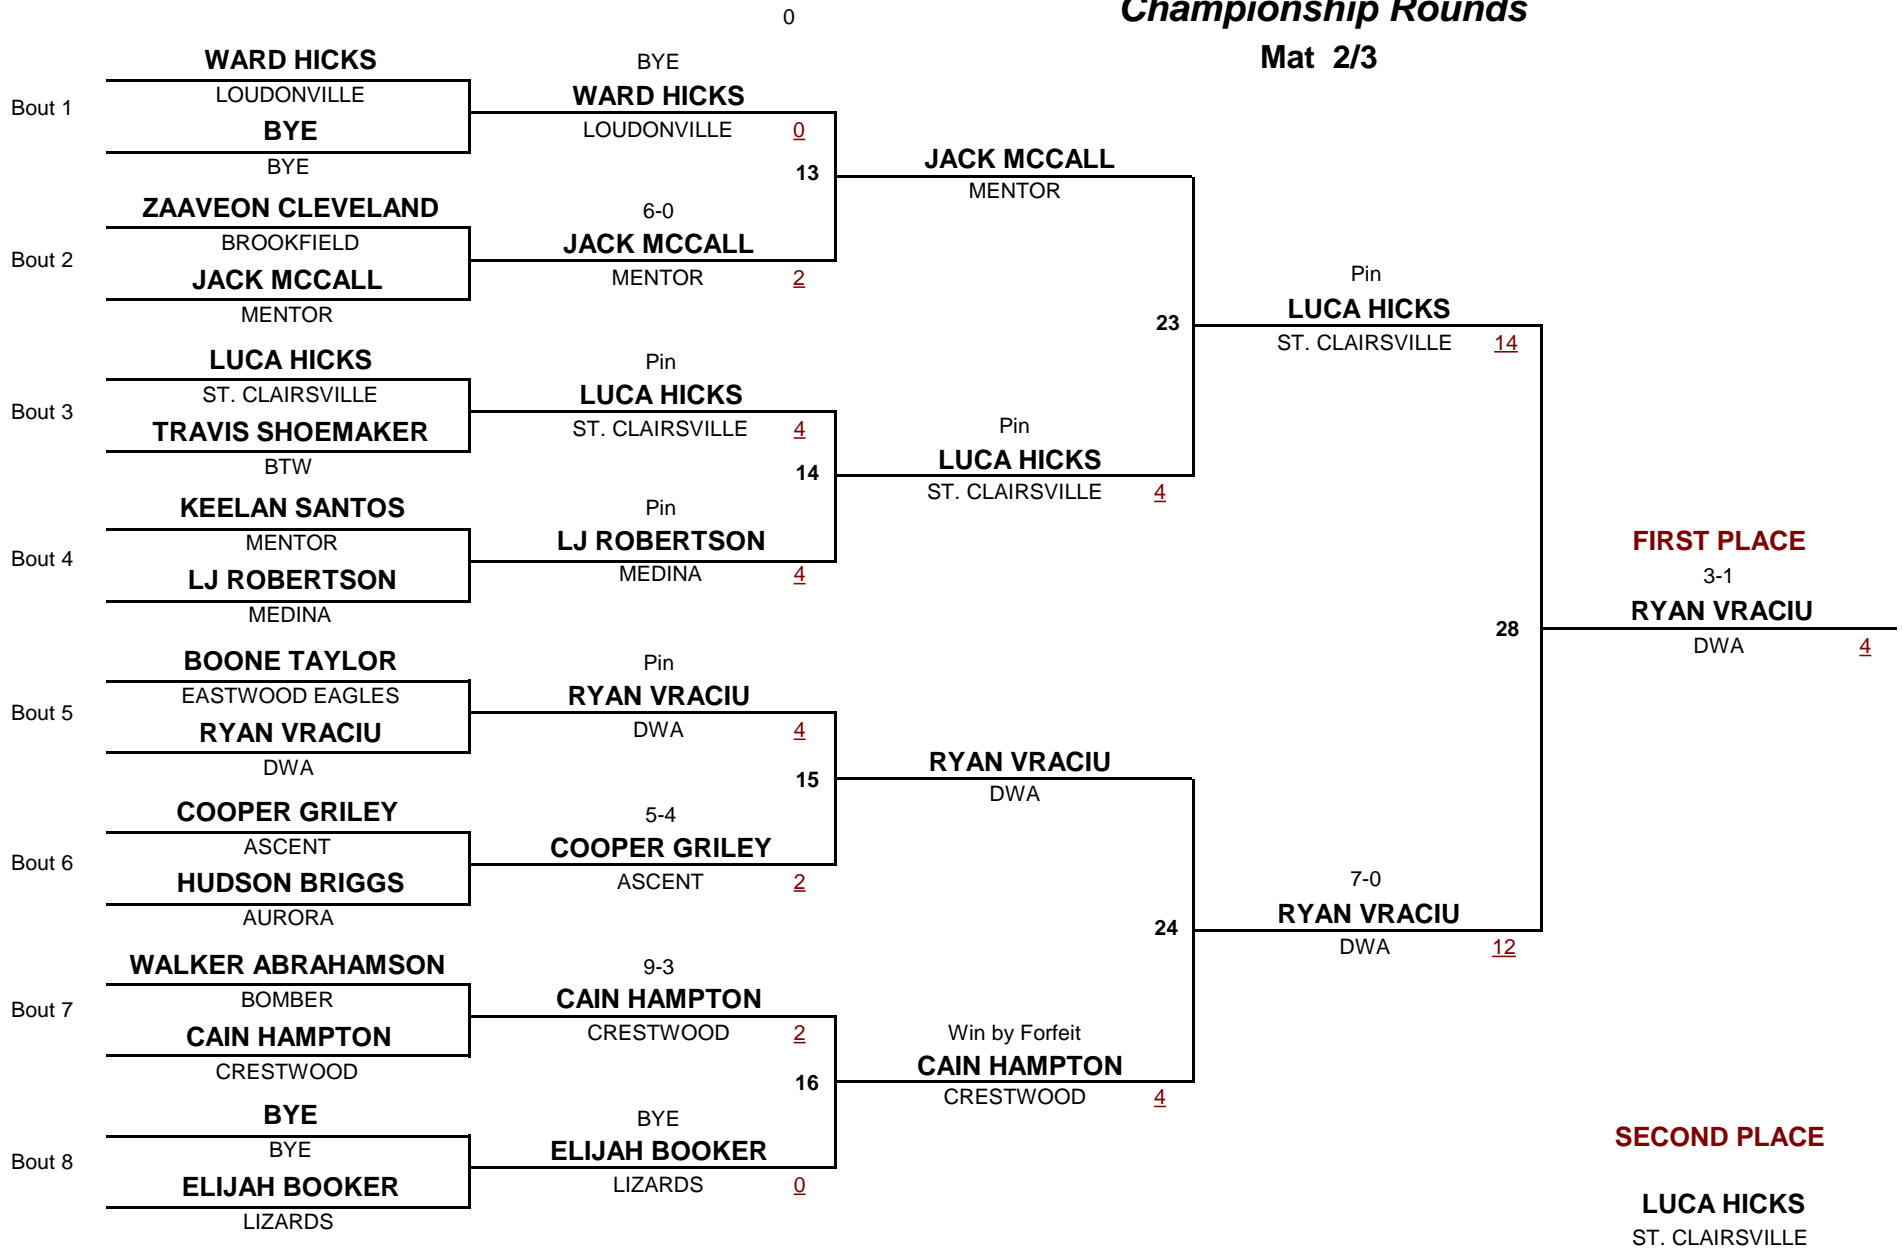 0
Championship Rounds
Mat 2/3
WARD HICKS
LOUDONVILLE
Bout 1
BYE
BYE
ZAAVEON CLEVELAND
BROOKFIELD
Bout 2
JACK MCCALL
MENTOR
LUCA HICKS
ST. CLAIRSVILLE
Bout 3
TRAVIS SHOEMAKER
BTW
KEELAN SANTOS
MENTOR
Bout 4
LJ ROBERTSON
MEDINA
BOONE TAYLOR
EASTWOOD EAGLES
Bout 5
RYAN VRACIU
DWA
COOPER GRILEY
ASCENT
Bout 6
HUDSON BRIGGS
AURORA
WALKER ABRAHAMSON
BOMBER
Bout 7
CAIN HAMPTON
CRESTWOOD
BYE
BYE
Bout 8
ELIJAH BOOKER
LIZARDS
BYE
WARD HICKS
LOUDONVILLE 0
13
6-0
JACK MCCALL
MENTOR 2
Pin
LUCA HICKS
ST. CLAIRSVILLE 4
14
Pin
LJ ROBERTSON
MEDINA 4
Pin
RYAN VRACIU
DWA 4
15
5-4
COOPER GRILEY
ASCENT 2
9-3
CAIN HAMPTON
CRESTWOOD 2
16
BYE
ELIJAH BOOKER
LIZARDS 0
JACK MCCALL
MENTOR
23
Pin
LUCA HICKS
ST. CLAIRSVILLE 4
RYAN VRACIU
DWA
24
Win by Forfeit
CAIN HAMPTON
CRESTWOOD 4
Pin
LUCA HICKS
ST. CLAIRSVILLE 14
28
7-0
RYAN VRACIU
DWA 12
FIRST PLACE
3-1
RYAN VRACIU
DWA 4
SECOND PLACE
LUCA HICKS
ST. CLAIRSVILLE